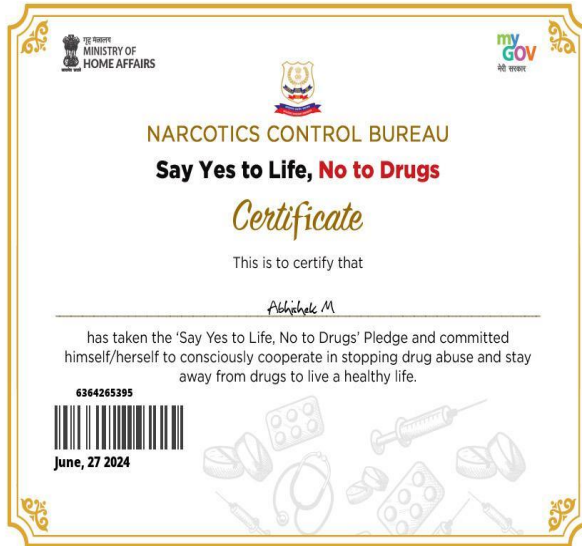 गृह मंत्रालय
MINISTRY OF
HOME AFFAIRS
my
GOV
मेरी सरकार
NARCOTICS CONTROL BUREAU
Say Yes to Life, No to Drugs
Certificate
This is to certify that
Abhishek M
has taken the 'Say Yes to Life, No to Drugs' Pledge and committed
himself/herself to consciously cooperate in stopping drug abuse and stay
away from drugs to live a healthy life.
6364265395
June, 27 2024